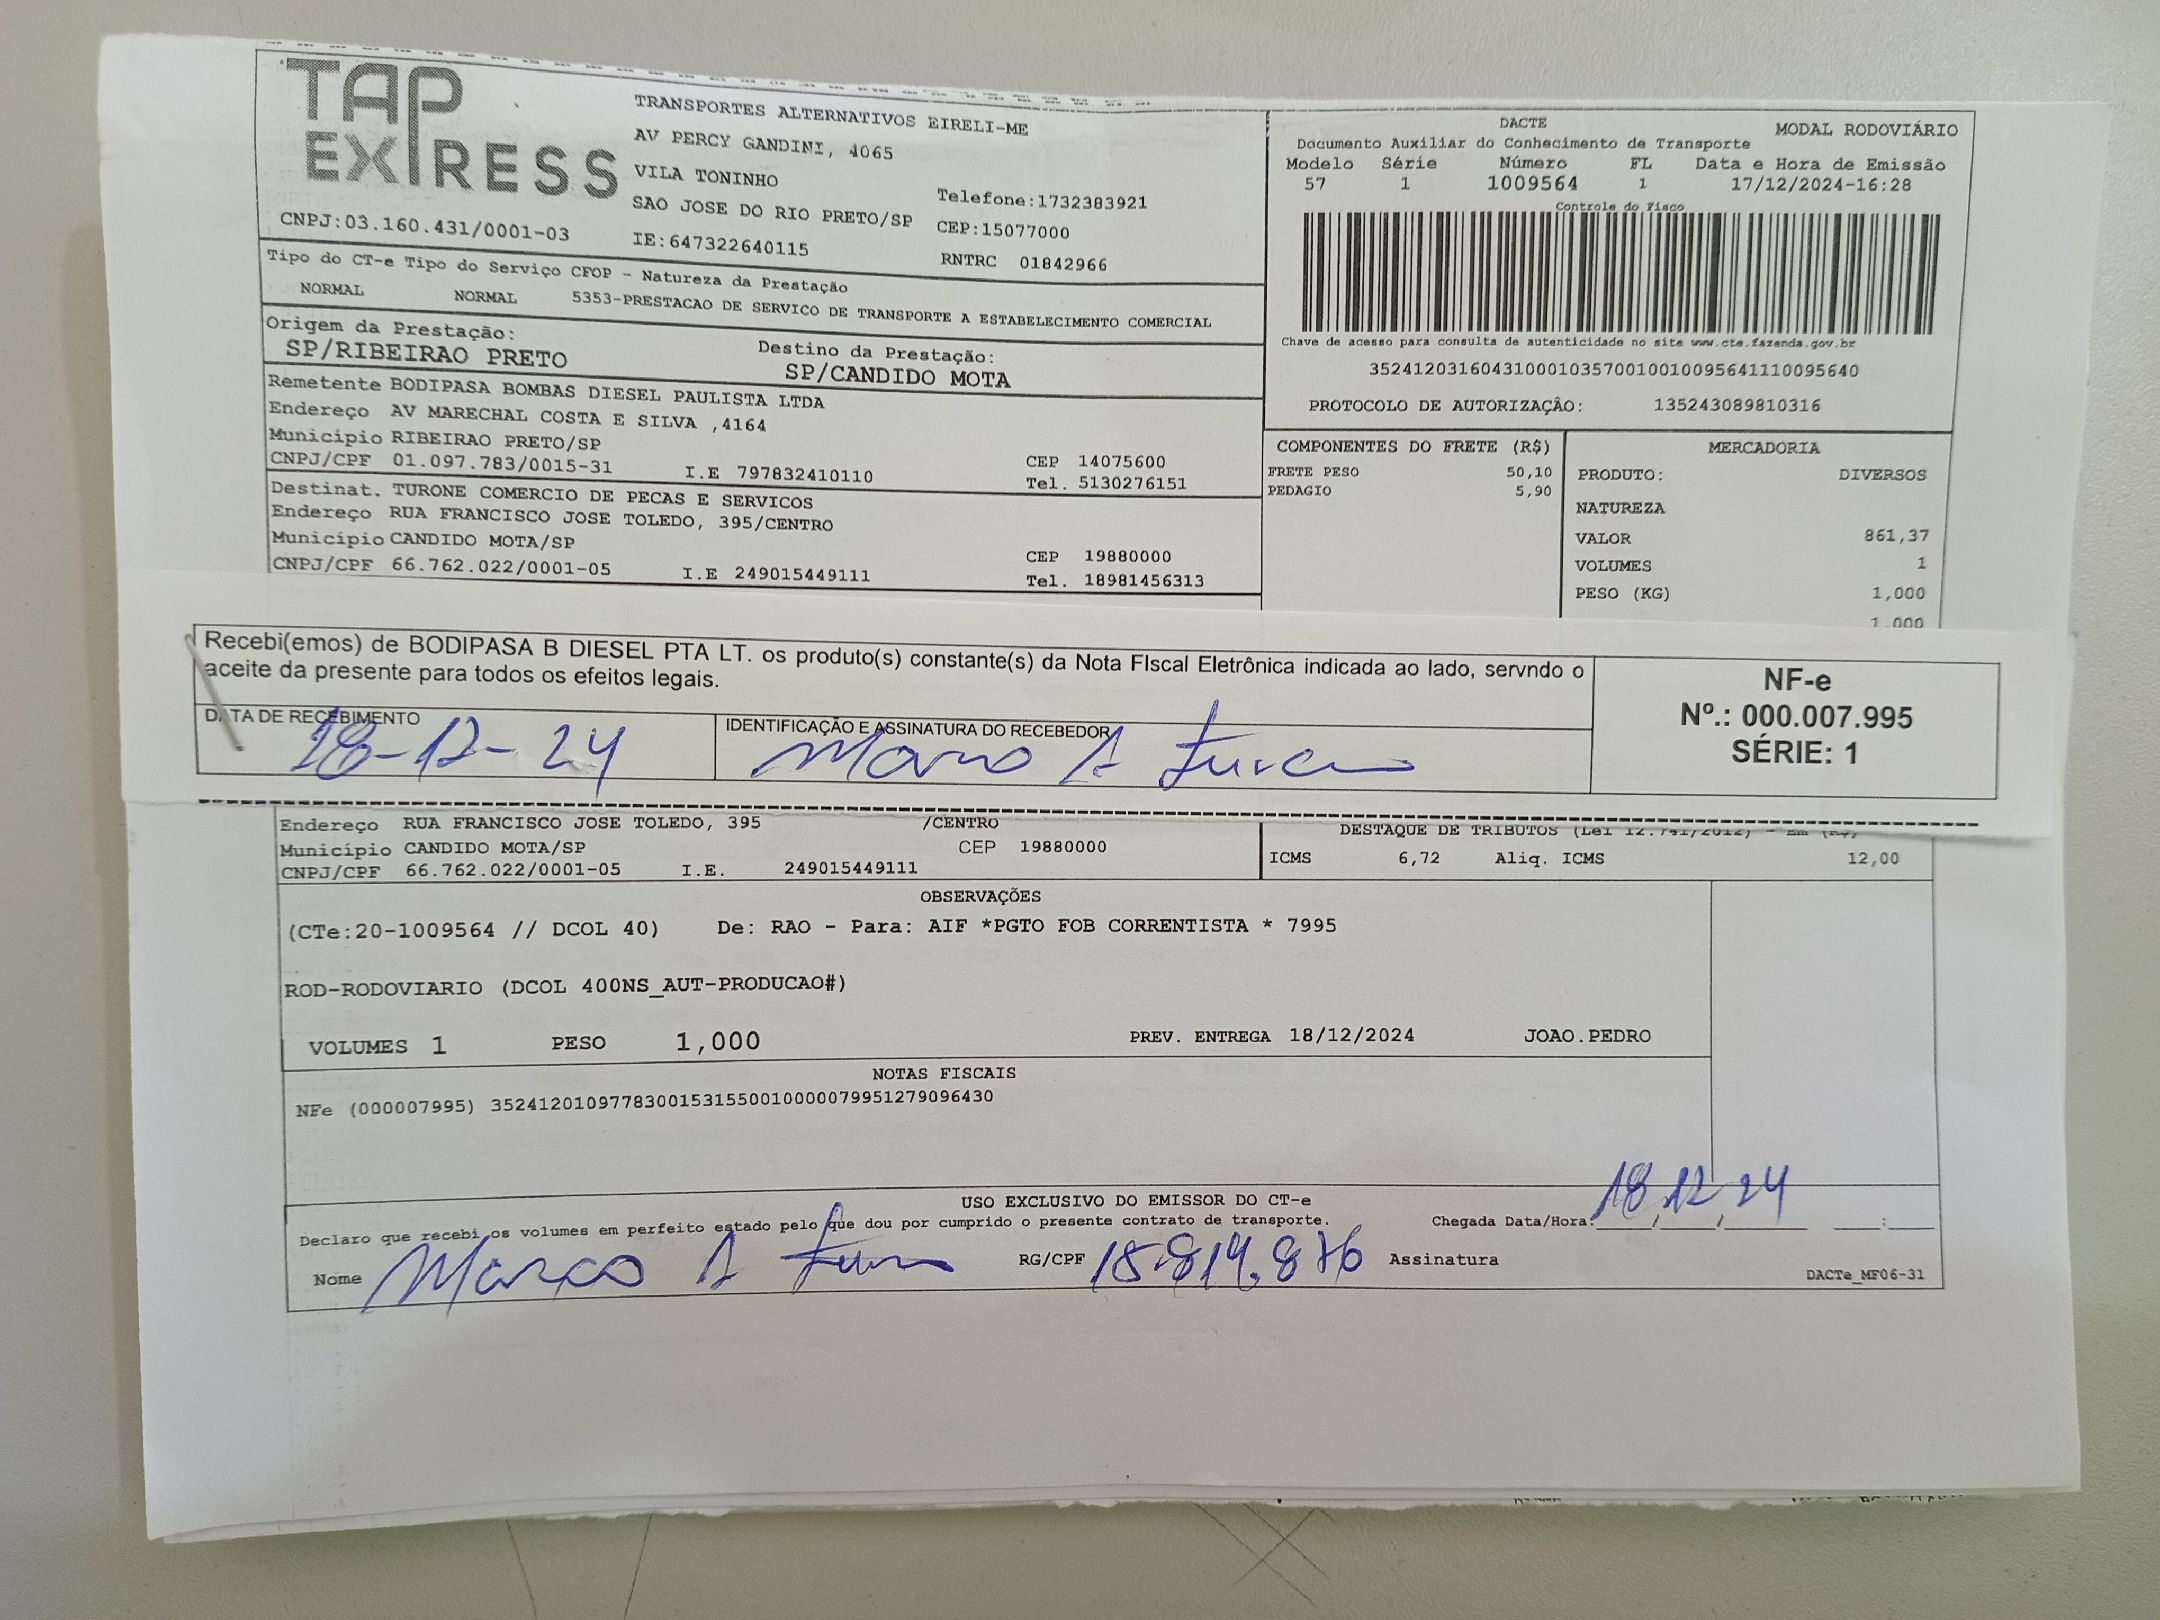 TAP EXPRESS
TRANSPORTES ALTERNATIVOS EIRELI-ME
AV PERCY GANDINI, 4065
VILA TONINHO
SAO JOSE DO RIO PRETO/SP
Telefone:1732383921
CEP:15077000
CNPJ:03.160.431/0001-03
IE:647322640115
RNTRC 01842966
DACTE
MODAL RODOVIÁRIO
Documento Auxiliar do Conhecimento de Transporte
Modelo Série Número FL Data e Hora de Emissão
57 1 1009564 1 17/12/2024-16:28
Controle do Fisco
Chave de acesso para consulta de autenticidade no site www.cte.fazenda.gov.br
35241203160431000103570010010095641110095640
PROTOCOLO DE AUTORIZAÇÃO: 135243089810316
Tipo do CT-e Tipo do Serviço CFOP - Natureza da Prestação
NORMAL NORMAL 5353-PRESTACAO DE SERVICO DE TRANSPORTE A ESTABELECIMENTO COMERCIAL
Origem da Prestação:
SP/RIBEIRAO PRETO
Destino da Prestação:
SP/CANDIDO MOTA
Remetente BODIPASA BOMBAS DIESEL PAULISTA LTDA
Endereço AV MARECHAL COSTA E SILVA ,4164
Município RIBEIRAO PRETO/SP
CEP 14075600
CNPJ/CPF 01.097.783/0015-31 I.E 797832410110 Tel. 5130276151
Destinat. TURONE COMERCIO DE PECAS E SERVICOS
Endereço RUA FRANCISCO JOSE TOLEDO, 395/CENTRO
Município CANDIDO MOTA/SP
CEP 19880000
CNPJ/CPF 66.762.022/0001-05 I.E 249015449111 Tel. 18981456313
COMPONENTES DO FRETE (R$)
FRETE PESO 50,10
PEDAGIO 5,90
MERCADORIA
PRODUTO: DIVERSOS
NATUREZA
VALOR 861,37
VOLUMES 1
PESO (KG) 1,000
1.000
Recebi(emos) de BODIPASA B DIESEL PTA LT. os produto(s) constante(s) da Nota FIscal Eletrônica indicada ao lado, servndo o
aceite da presente para todos os efeitos legais.
DATA DE RECEBIMENTO
18-12-24
IDENTIFICAÇÃO E ASSINATURA DO RECEBEDOR
NF-e
Nº.: 000.007.995
SÉRIE: 1
Endereço RUA FRANCISCO JOSE TOLEDO, 395 /CENTRO
Município CANDIDO MOTA/SP CEP 19880000
CNPJ/CPF 66.762.022/0001-05 I.E. 249015449111
DESTAQUE DE TRIBUTOS (Lei 12.741/2012) - Em (R$)
ICMS 6,72 Aliq. ICMS 12,00
OBSERVAÇÕES
(CTe:20-1009564 // DCOL 40) De: RAO - Para: AIF *PGTO FOB CORRENTISTA * 7995
ROD-RODOVIARIO (DCOL 400NS_AUT-PRODUCAO#)
VOLUMES 1 PESO 1,000 PREV. ENTREGA 18/12/2024 JOAO.PEDRO
NOTAS FISCAIS
NFe (000007995) 35241201097783001531550010000079951279096430
USO EXCLUSIVO DO EMISSOR DO CT-e
Declaro que recebi os volumes em perfeito estado pelo que dou por cumprido o presente contrato de transporte.
Chegada Data/Hora: 18/12/24
Nome Marco A RG/CPF 15.819.876 Assinatura
DACTe_MF06-31